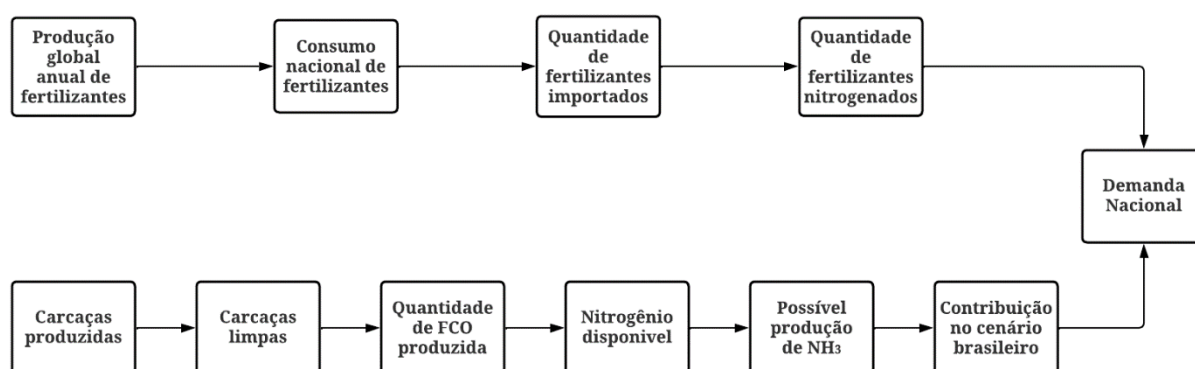 Produção
global
anual de
fertilizantes
Consumo
nacional de
fertilizantes
Quantidade
de
fertilizantes
importados
Quantidade
de
fertilizantes
nitrogenados
Demanda
Nacional
Carcaças
produzidas
Carcaças
limpas
Quantidade
de FCO
produzida
Nitrogênio
disponivel
Possível
produção
de NH₃
Contribuição
no cenário
brasileiro